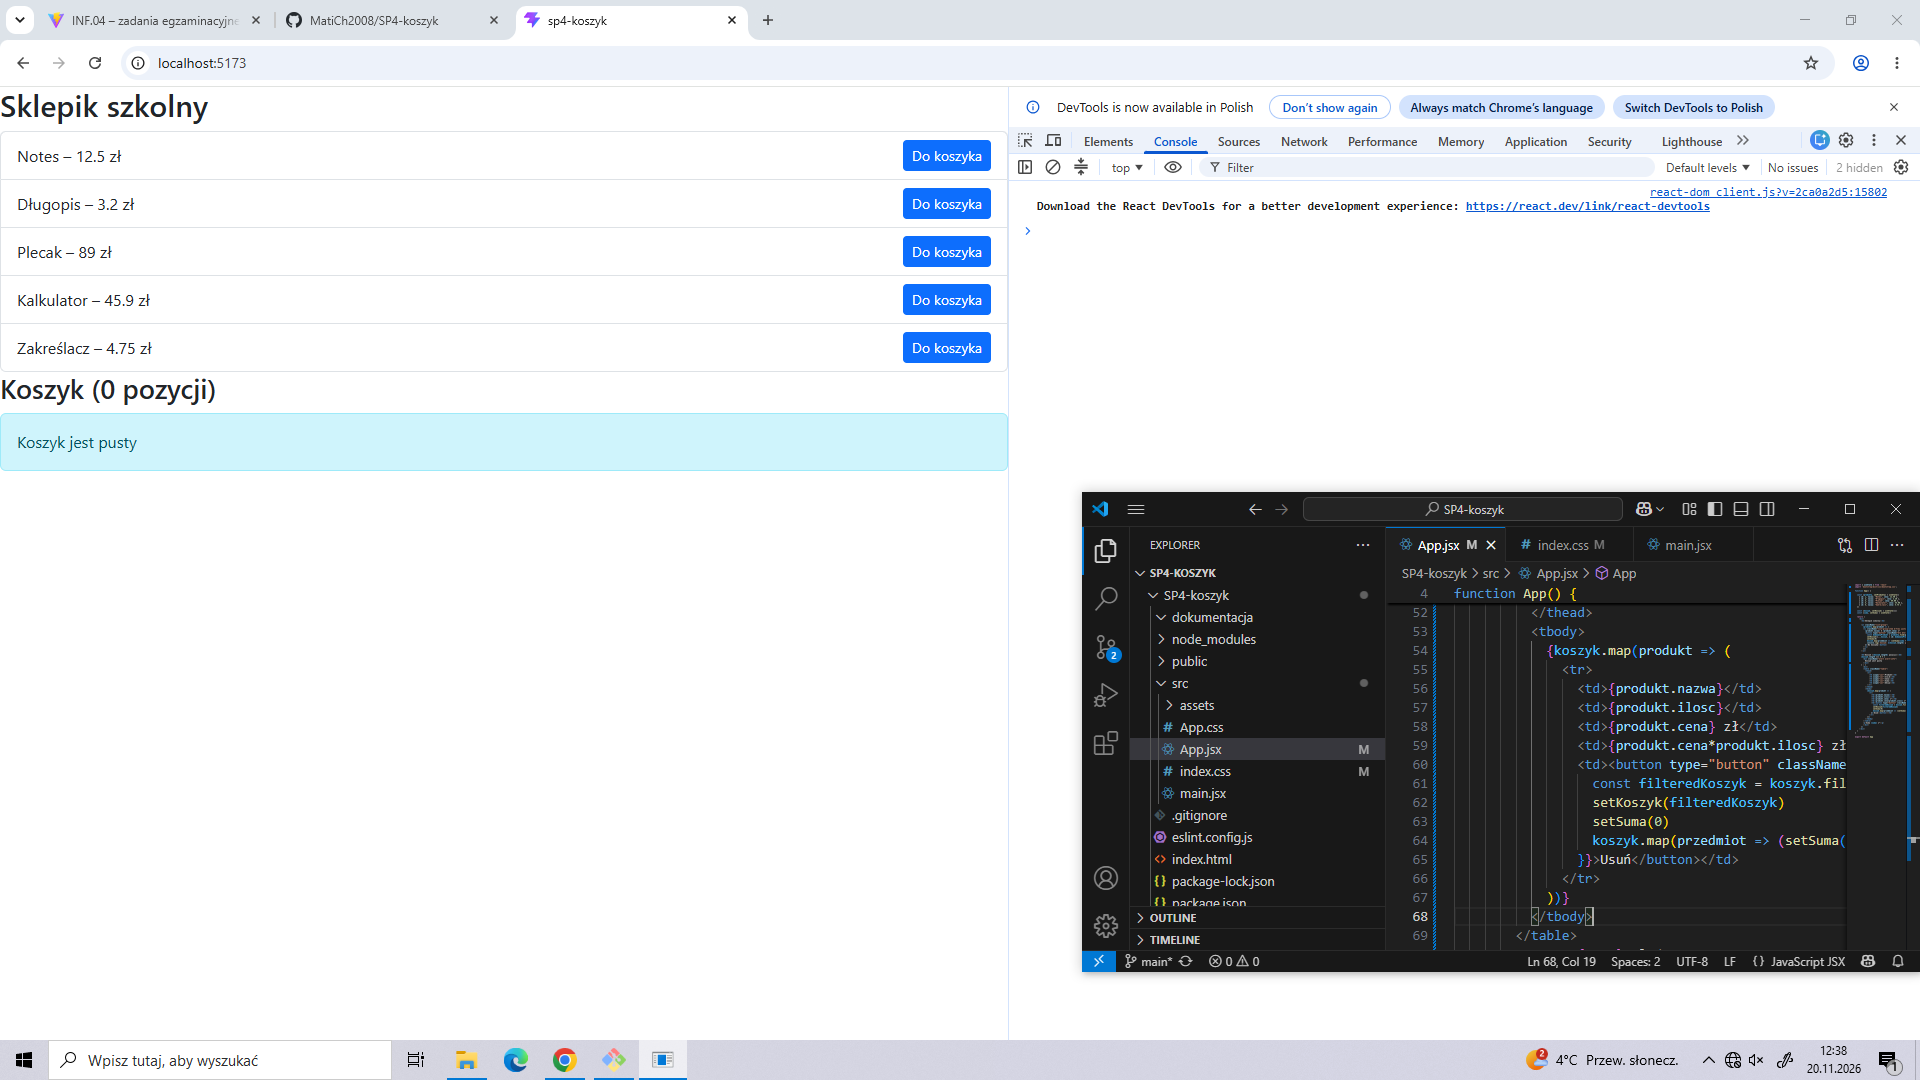 INF.04 – zadania egzaminacyjne
MatiCh2008/SP4-koszyk
sp4-koszyk
localhost:5173
Sklepik szkolny
Notes – 12.5 zł
Do koszyka
Długopis – 3.2 zł
Do koszyka
Plecak – 89 zł
Do koszyka
Kalkulator – 45.9 zł
Do koszyka
Zakreślacz – 4.75 zł
Do koszyka
Koszyk (0 pozycji)
Koszyk jest pusty
DevTools is now available in Polish
Don't show again
Always match Chrome's language
Switch DevTools to Polish
Elements
Console
Sources
Network
Performance
Memory
Application
Security
Lighthouse
top
Filter
Default levels
No issues
2 hidden
react-dom_client.js?v=2ca0a2d5:15802
Download the React DevTools for a better development experience: https://react.dev/link/react-devtools
SP4-koszyk
EXPLORER
SP4-KOSZYK
SP4-koszyk
dokumentacja
node_modules
public
src
assets
App.css
App.jsx M
index.css M
main.jsx
.gitignore
eslint.config.js
index.html
package-lock.json
package.json
OUTLINE
TIMELINE
2
App.jsx M
index.css M
main.jsx
SP4-koszyk > src > App.jsx > App
4 function App() {
52 </thead>
53 <tbody>
54 {koszyk.map(produkt => (
55 <tr>
56 <td>{produkt.nazwa}</td>
57 <td>{produkt.ilosc}</td>
58 <td>{produkt.cena} zł</td>
59 <td>{produkt.cena*produkt.ilosc} zł
60 <td><button type="button" className
61 const filteredKoszyk = koszyk.fil
62 setKoszyk(filteredKoszyk)
63 setSuma(0)
64 koszyk.map(przedmiot => (setSuma(
65 }}>Usuń</button></td>
66 </tr>
67 ))}
68 </tbody>
69 </table>
main*
0 0
Ln 68, Col 19
Spaces: 2
UTF-8
LF
{} JavaScript JSX
Wpisz tutaj, aby wyszukać
2
4°C Przew. słonecz.
12:38
20.11.2026
1